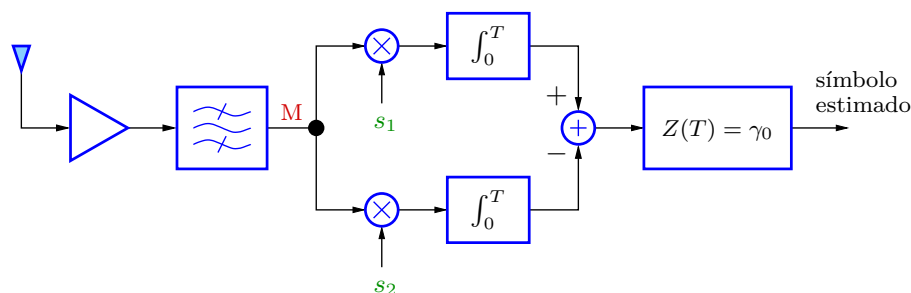 ∫₀ᵀ
s₁
M
+
+
−
Z(T) = γ₀
símbolo
estimado
∫₀ᵀ
s₂